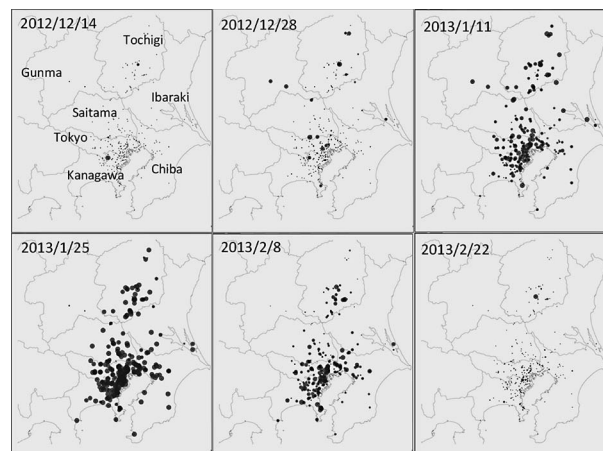 2012/12/14
Tochigi
Gunma
Ibaraki
Saitama
Tokyo
Chiba
Kanagawa
2012/12/28
2013/1/11
2013/1/25
2013/2/8
2013/2/22